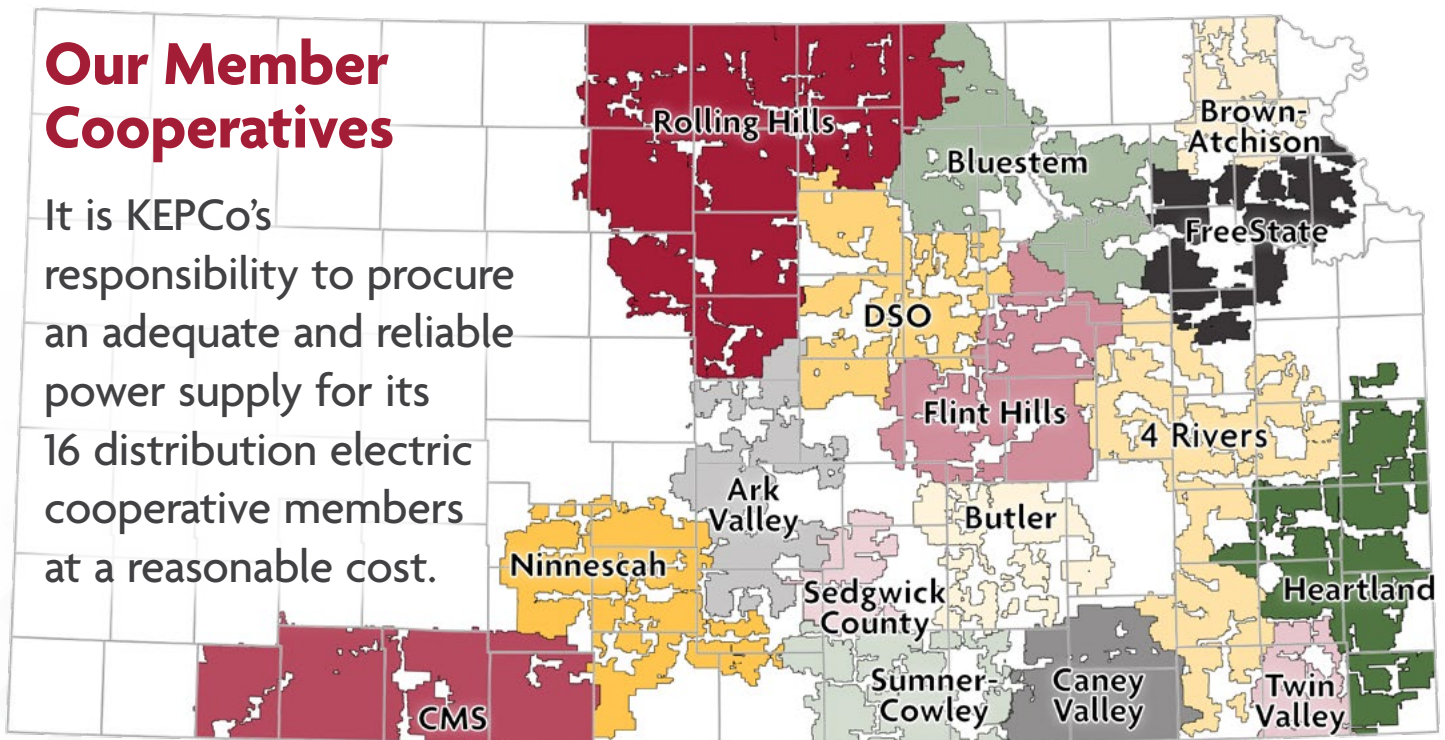 Our Member
Cooperatives
It is KEPCo’s
responsibility to procure
an adequate and reliable
power supply for its
16 distribution electric
cooperative members
at a reasonable cost.
Rolling Hills
Bluestem
Brown-
Atchison
FreeState
DSO
Flint Hills
4 Rivers
Ark
Valley
Butler
Ninnescah
Sedgwick
County
Heartland
CMS
Sumner-
Cowley
Caney
Valley
Twin
Valley